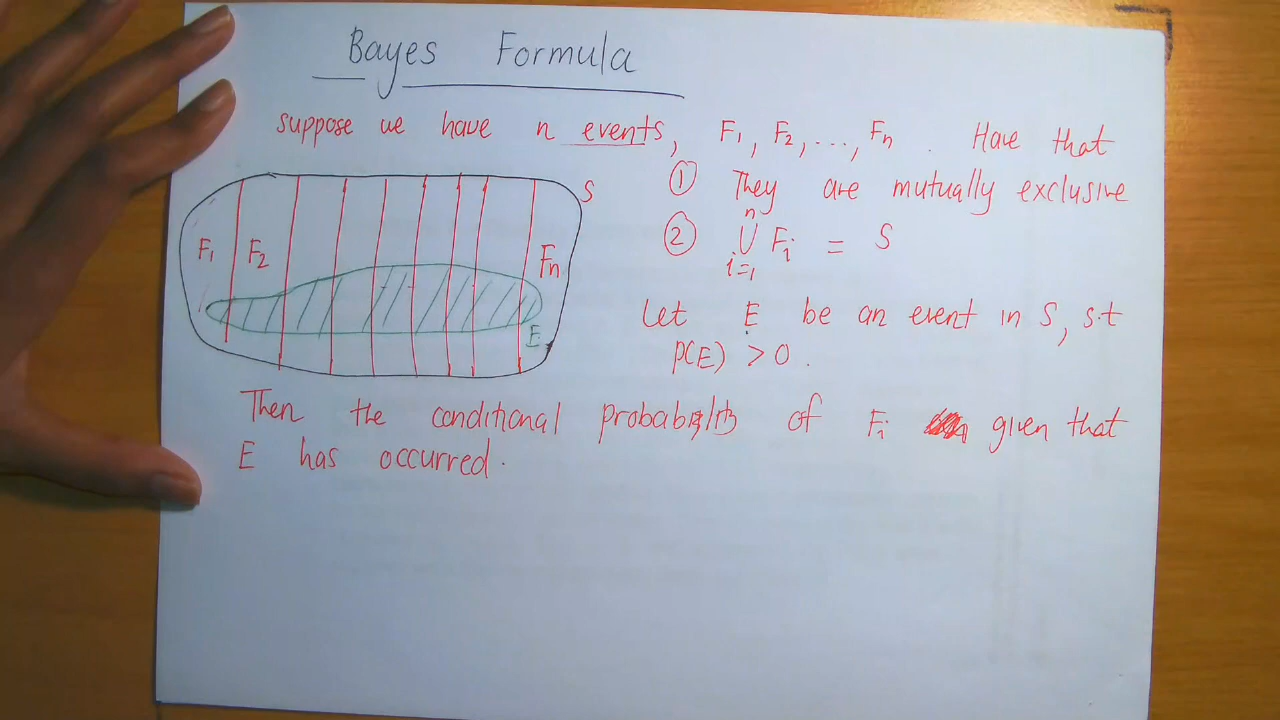 Bayes Formula
suppose we have n events, F₁, F₂, ..., Fn. Have that
① They are mutually exclusive
S
② n ∪ i=1 Fᵢ = S
F₁ F₂ Fn
Let E be an event in S, s.t
E
P(E) > 0.
Then the conditional probability of Fᵢ given that
E has occurred.